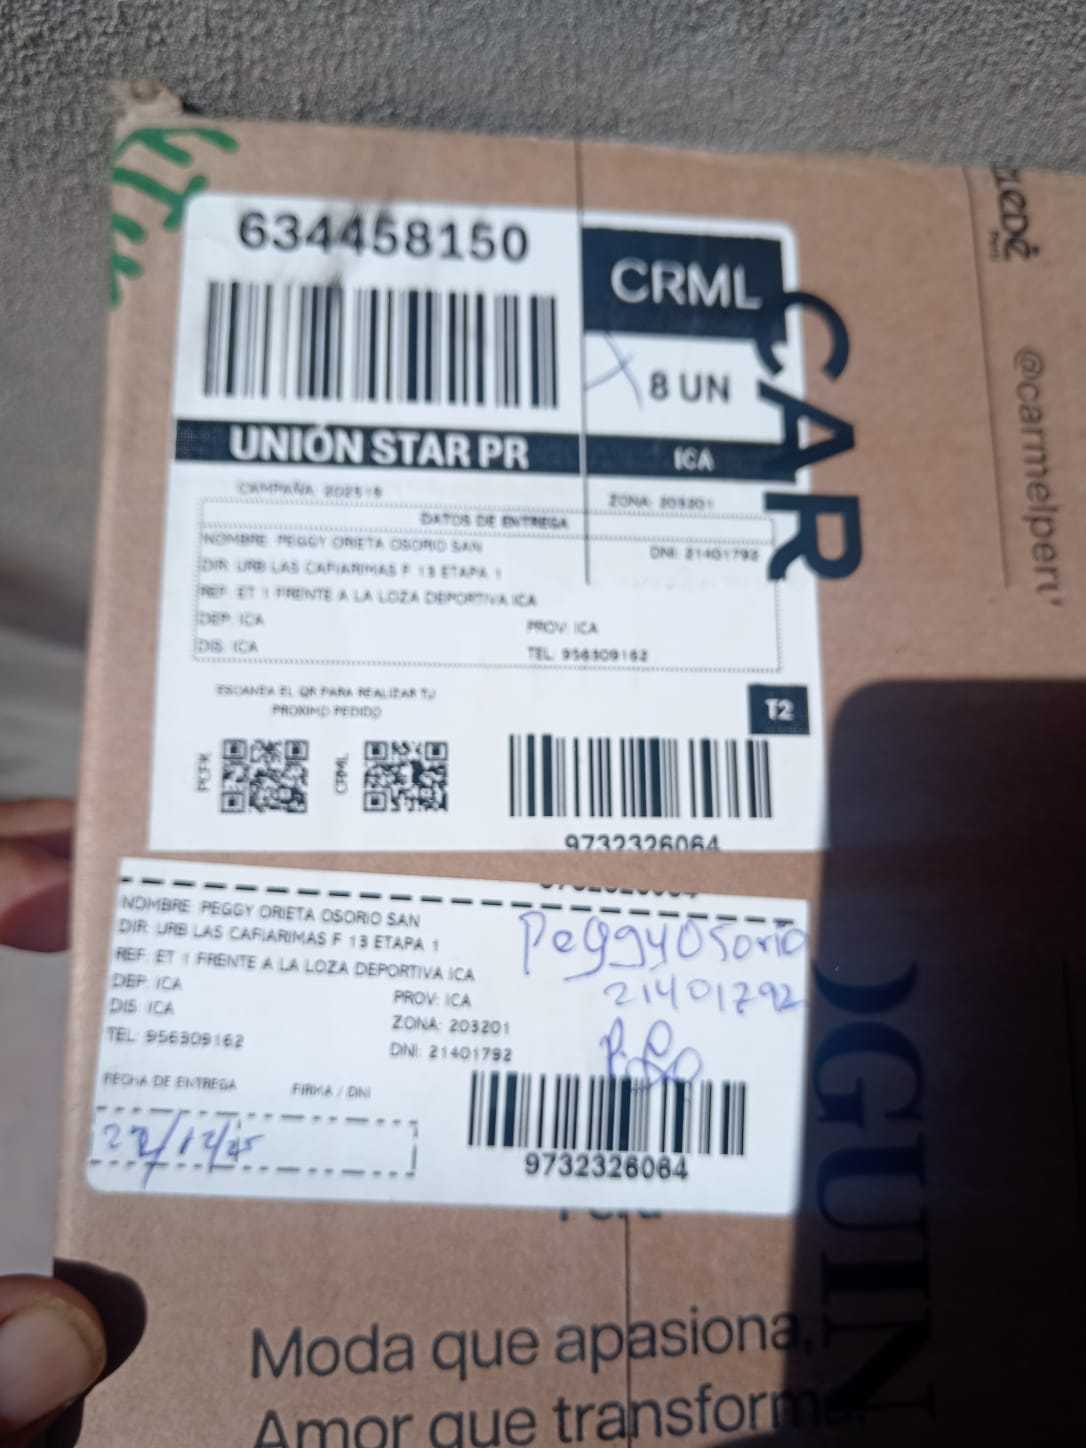 634458150
CRML
8 UN
UNIÓN STAR PR
ICA
CAMPAÑA: 202518
ZONA: 203201
DATOS DE ENTREGA
NOMBRE: PEGGY ORIETA OSORIO SAN
DNI: 21401792
DIR: URB LAS CAÑARIMAS F 13 ETAPA 1
REF: ET 1 FRENTE A LA LOZA DEPORTIVA ICA
DEP: ICA
PROV: ICA
DIS: ICA
TEL: 956309162
ESCANEA EL QR PARA REALIZAR TU
PROXIMO PEDIDO
T2
PCFK
CRML
9732326064
NOMBRE: PEGGY ORIETA OSORIO SAN
DIR: URB LAS CAÑARIMAS F 13 ETAPA 1
REF: ET 1 FRENTE A LA LOZA DEPORTIVA ICA
DEP: ICA
PROV: ICA
DIS: ICA
ZONA: 203201
TEL: 956309162
DNI: 21401792
Peggy Osorio
21401792
FECHA DE ENTREGA
FIRMA / DNI
9732326064
CAR
@carmelperu
OGUIN
Moda que apasiona,
Amor que transforma.